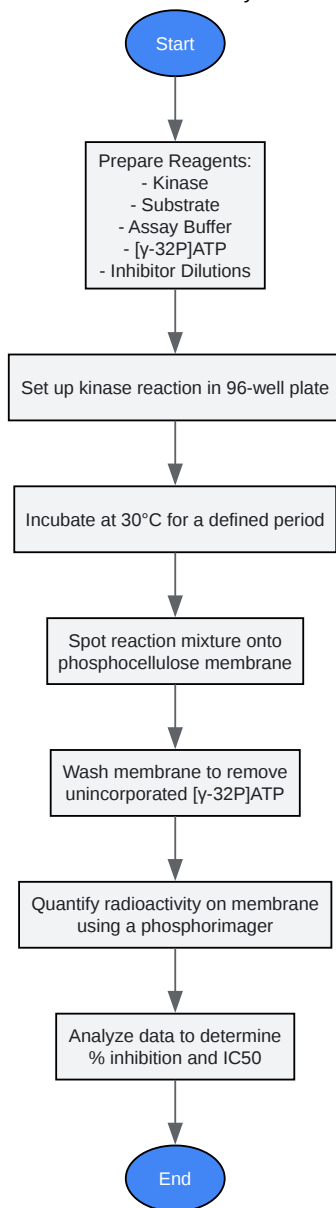 Start
Prepare Reagents:
- Kinase
- Substrate
- Assay Buffer
- [γ-32P]ATP
- Inhibitor Dilutions
Set up kinase reaction in 96-well plate
Incubate at 30°C for a defined period
Spot reaction mixture onto
phosphocellulose membrane
Wash membrane to remove
unincorporated [γ-32P]ATP
Quantify radioactivity on membrane
using a phosphorimager
Analyze data to determine
% inhibition and IC50
End